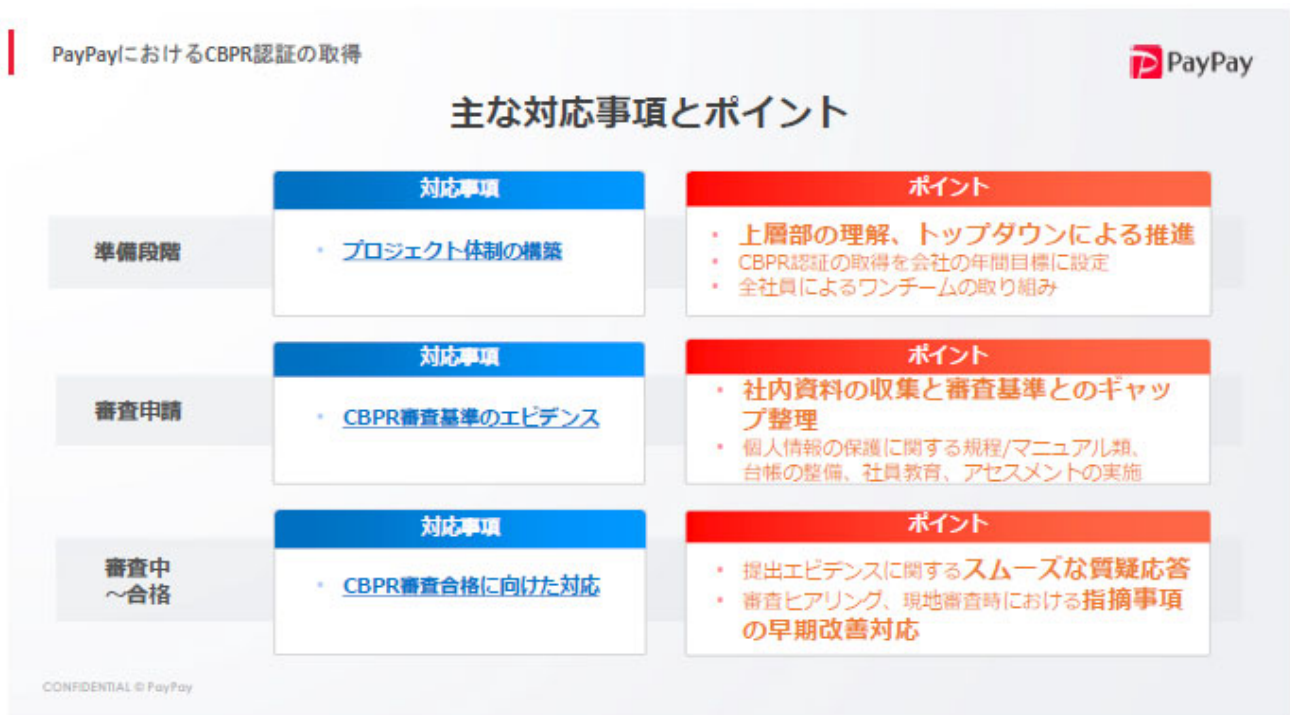 PayPayにおけるCBPR認証の取得
PayPay
主な対応事項とポイント
対応事項
ポイント
準備段階
・ プロジェクト体制の構築
・ 上層部の理解、トップダウンによる推進
・ CBPR認証の取得を会社の年間目標に設定
・ 全社員によるワンチームの取り組み
対応事項
ポイント
審査申請
・ CBPR審査基準のエビデンス
・ 社内資料の収集と審査基準とのギャッ
プ整理
・ 個人情報の保護に関する規程/マニュアル類、
台帳の整備、社員教育、アセスメントの実施
対応事項
ポイント
審査中
～合格
・ CBPR審査合格に向けた対応
・ 提出エビデンスに関するスムーズな質疑応答
・ 審査ヒアリング、現地審査時における指摘事項
の早期改善対応
CONFIDENTIAL © PayPay